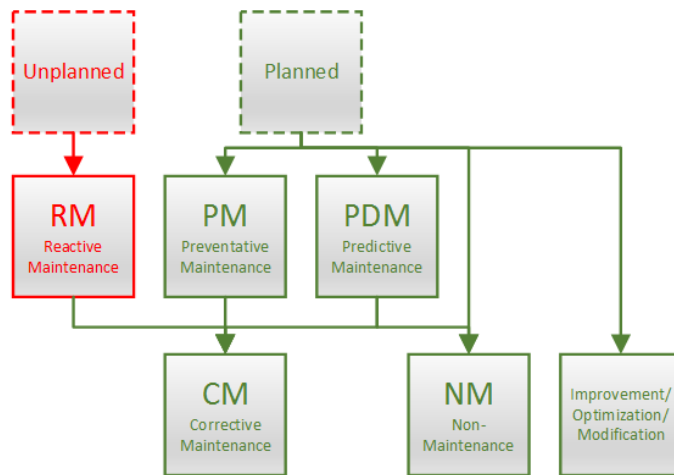 Unplanned
Planned
RM
Reactive
Maintenance
PM
Preventative
Maintenance
PDM
Predictive
Maintenance
CM
Corrective
Maintenance
NM
Non-
Maintenance
Improvement/
Optimization/
Modification